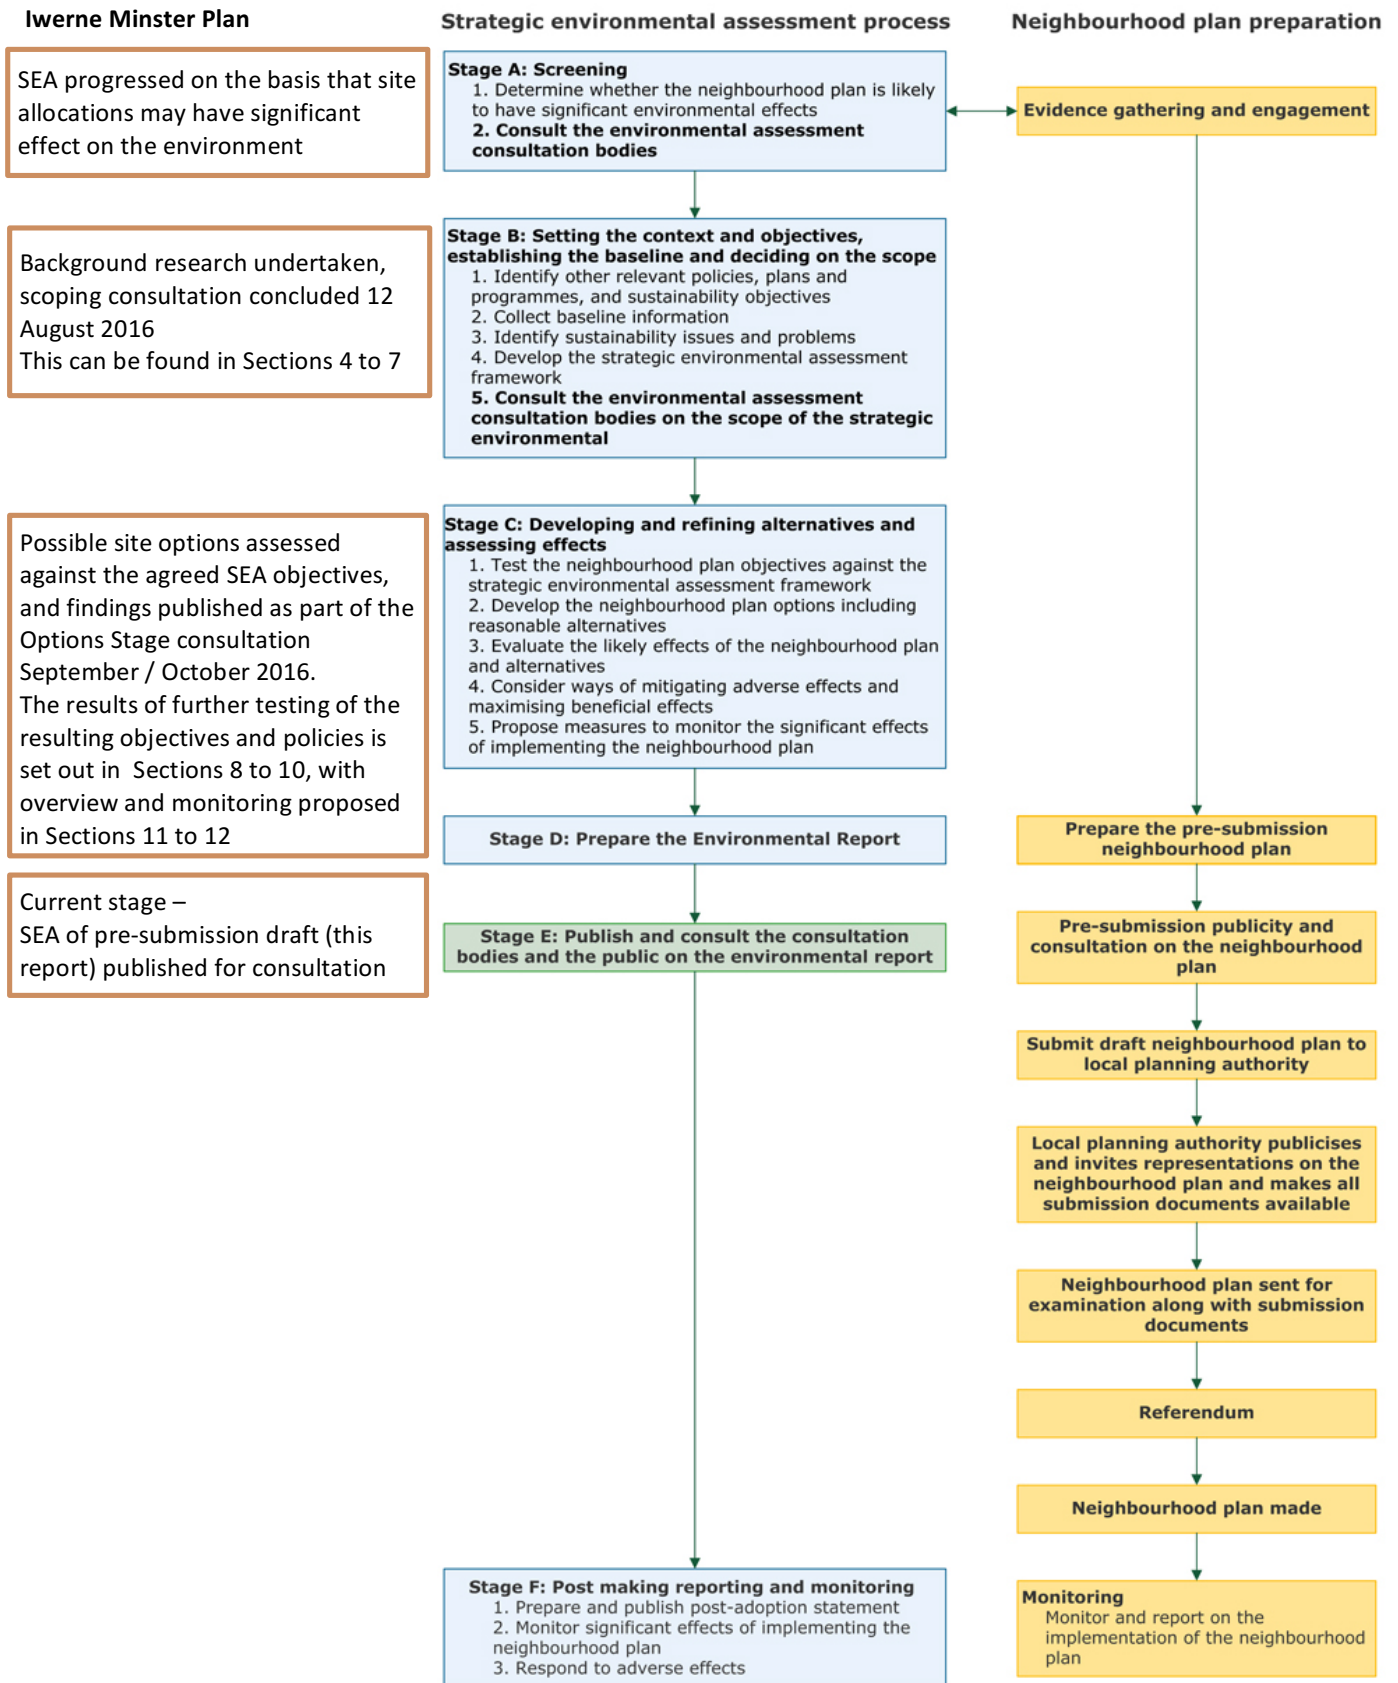 Iwerne Minster Plan
SEA progressed on the basis that site
allocations may have significant
effect on the environment
Background research undertaken,
scoping consultation concluded 12
August 2016
This can be found in Sections 4 to 7
Possible site options assessed
against the agreed SEA objectives,
and findings published as part of the
Options Stage consultation
September / October 2016.
The results of further testing of the
resulting objectives and policies is
set out in Sections 8 to 10, with
overview and monitoring proposed
in Sections 11 to 12
Current stage –
SEA of pre-submission draft (this
report) published for consultation
Strategic environmental assessment process
Stage A: Screening
1. Determine whether the neighbourhood plan is likely
to have significant environmental effects
2. Consult the environmental assessment
consultation bodies
Stage B: Setting the context and objectives,
establishing the baseline and deciding on the scope
1. Identify other relevant policies, plans and
programmes, and sustainability objectives
2. Collect baseline information
3. Identify sustainability issues and problems
4. Develop the strategic environmental assessment
framework
5. Consult the environmental assessment
consultation bodies on the scope of the strategic
environmental
Stage C: Developing and refining alternatives and
assessing effects
1. Test the neighbourhood plan objectives against the
strategic environmental assessment framework
2. Develop the neighbourhood plan options including
reasonable alternatives
3. Evaluate the likely effects of the neighbourhood plan
and alternatives
4. Consider ways of mitigating adverse effects and
maximising beneficial effects
5. Propose measures to monitor the significant effects
of implementing the neighbourhood plan
Stage D: Prepare the Environmental Report
Stage E: Publish and consult the consultation
bodies and the public on the environmental report
Stage F: Post making reporting and monitoring
1. Prepare and publish post-adoption statement
2. Monitor significant effects of implementing the
neighbourhood plan
3. Respond to adverse effects
Neighbourhood plan preparation
Evidence gathering and engagement
Prepare the pre-submission
neighbourhood plan
Pre-submission publicity and
consultation on the neighbourhood
plan
Submit draft neighbourhood plan to
local planning authority
Local planning authority publicises
and invites representations on the
neighbourhood plan and makes all
submission documents available
Neighbourhood plan sent for
examination along with submission
documents
Referendum
Neighbourhood plan made
Monitoring
Monitor and report on the
implementation of the neighbourhood
plan